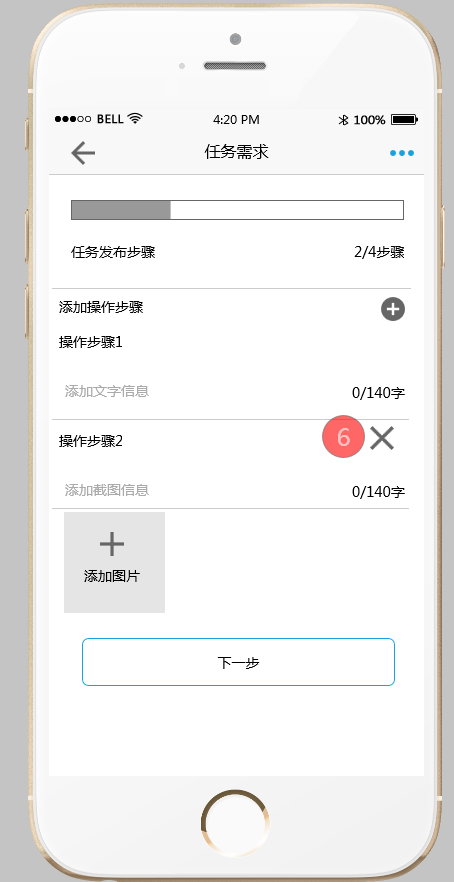 BELL 4:20 PM 100%
任务需求
任务发布步骤 2/4步骤
添加操作步骤
操作步骤1
添加文字信息 0/140字
操作步骤2 6
添加截图信息 0/140字
添加图片
下一步